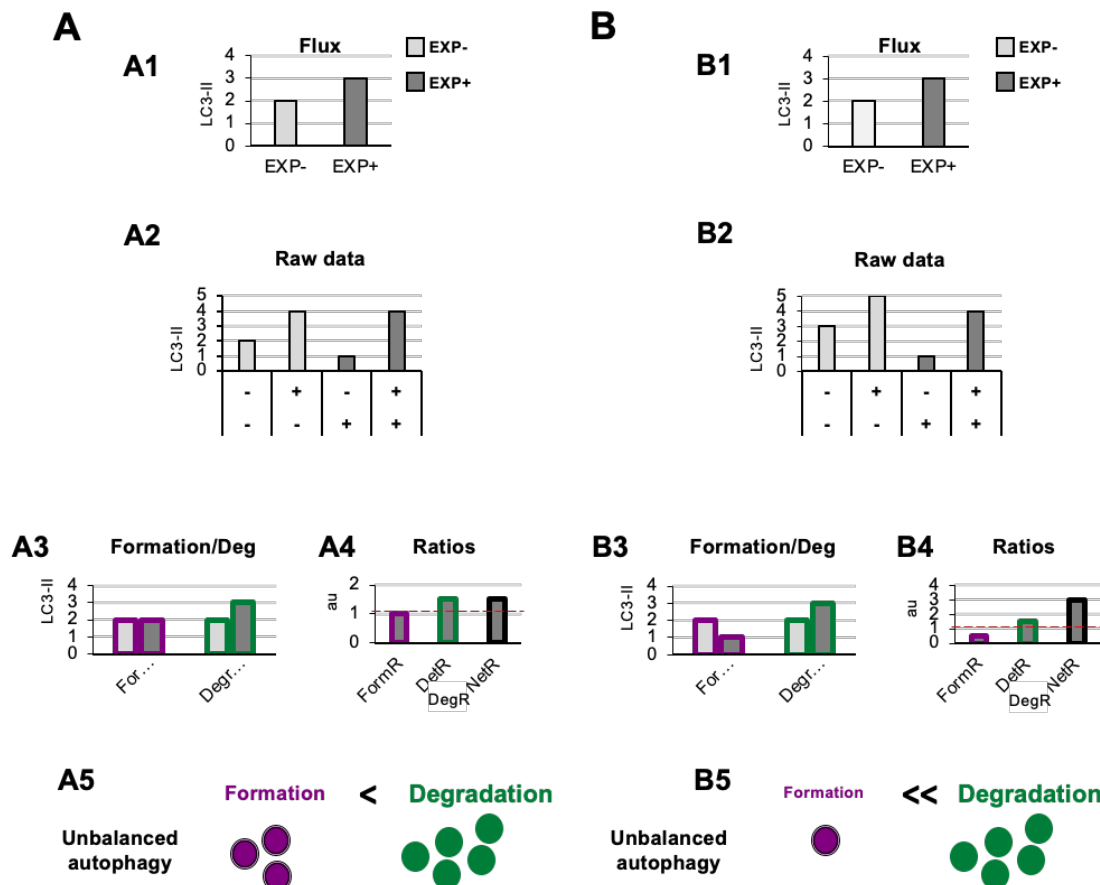 A
B
A1
Flux
EXP-
EXP+
LC3-II
4
3
2
1
0
EXP- EXP+
B1
Flux
EXP-
EXP+
LC3-II
4
3
2
1
0
EXP- EXP+
A2
Raw data
LC3-II
5
4
3
2
1
0
- + - +
- - + +
B2
Raw data
LC3-II
5
4
3
2
1
0
- + - +
- - + +
A3
Formation/Deg
LC3-II
4
3
2
1
0
For... Degr...
A4
Ratios
au
2
1
0
FormR DetR NetR
DegR
B3
Formation/Deg
LC3-II
4
3
2
1
0
For... Degr...
B4
Ratios
au
4
3
2
1
0
FormR DetR NetR
DegR
A5
Formation < Degradation
Unbalanced
autophagy
B5
Formation << Degradation
Unbalanced
autophagy